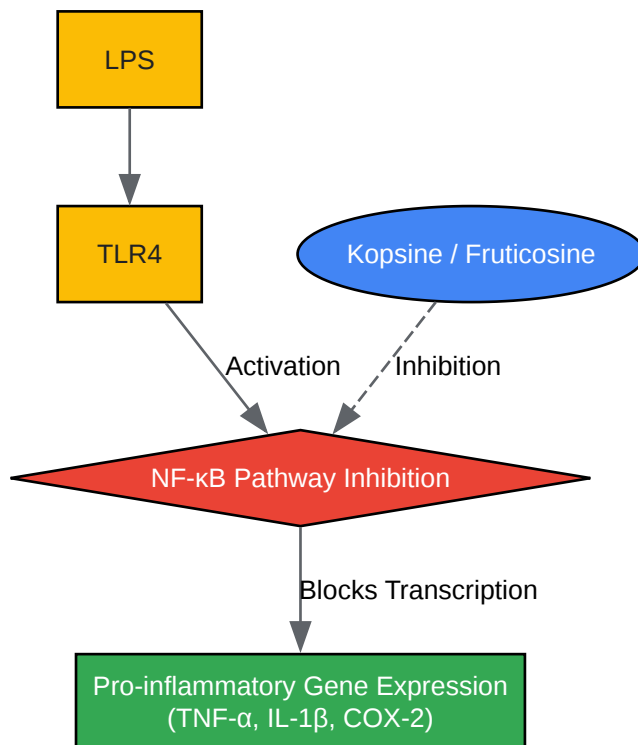 LPS
TLR4
Kopsine / Fruticosine
Activation
Inhibition
NF-κB Pathway Inhibition
Blocks Transcription
Pro-inflammatory Gene Expression
(TNF-α, IL-1β, COX-2)